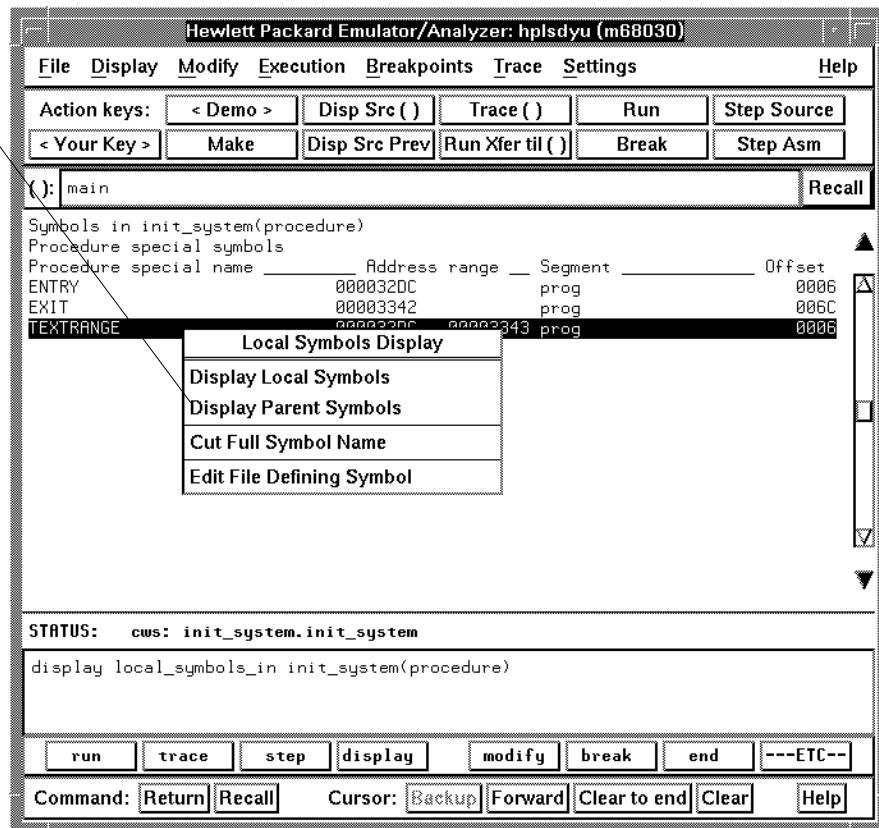 Hewlett Packard Emulator/Analyzer: hplsdyu (m68030)
File Display Modify Execution Breakpoints Trace Settings Help
Action keys: < Demo > Disp Src ( ) Trace ( ) Run Step Source
< Your Key > Make Disp Src Prev Run Xfer til ( ) Break Step Asm
( ): main Recall
Symbols in init_system(procedure)
Procedure special symbols
Procedure special name _________ Address range __ Segment ____________ Offset
ENTRY 000032DC prog 0006
EXIT 00003342 prog 006C
TEXTRANGE 000032DC 00003343 prog 0006
Local Symbols Display
Display Local Symbols
Display Parent Symbols
Cut Full Symbol Name
Edit File Defining Symbol
STATUS: cws: init_system.init_system
display local_symbols_in init_system(procedure)
run trace step display modify break end ---ETC--
Command: Return Recall Cursor: Backup Forward Clear to end Clear Help